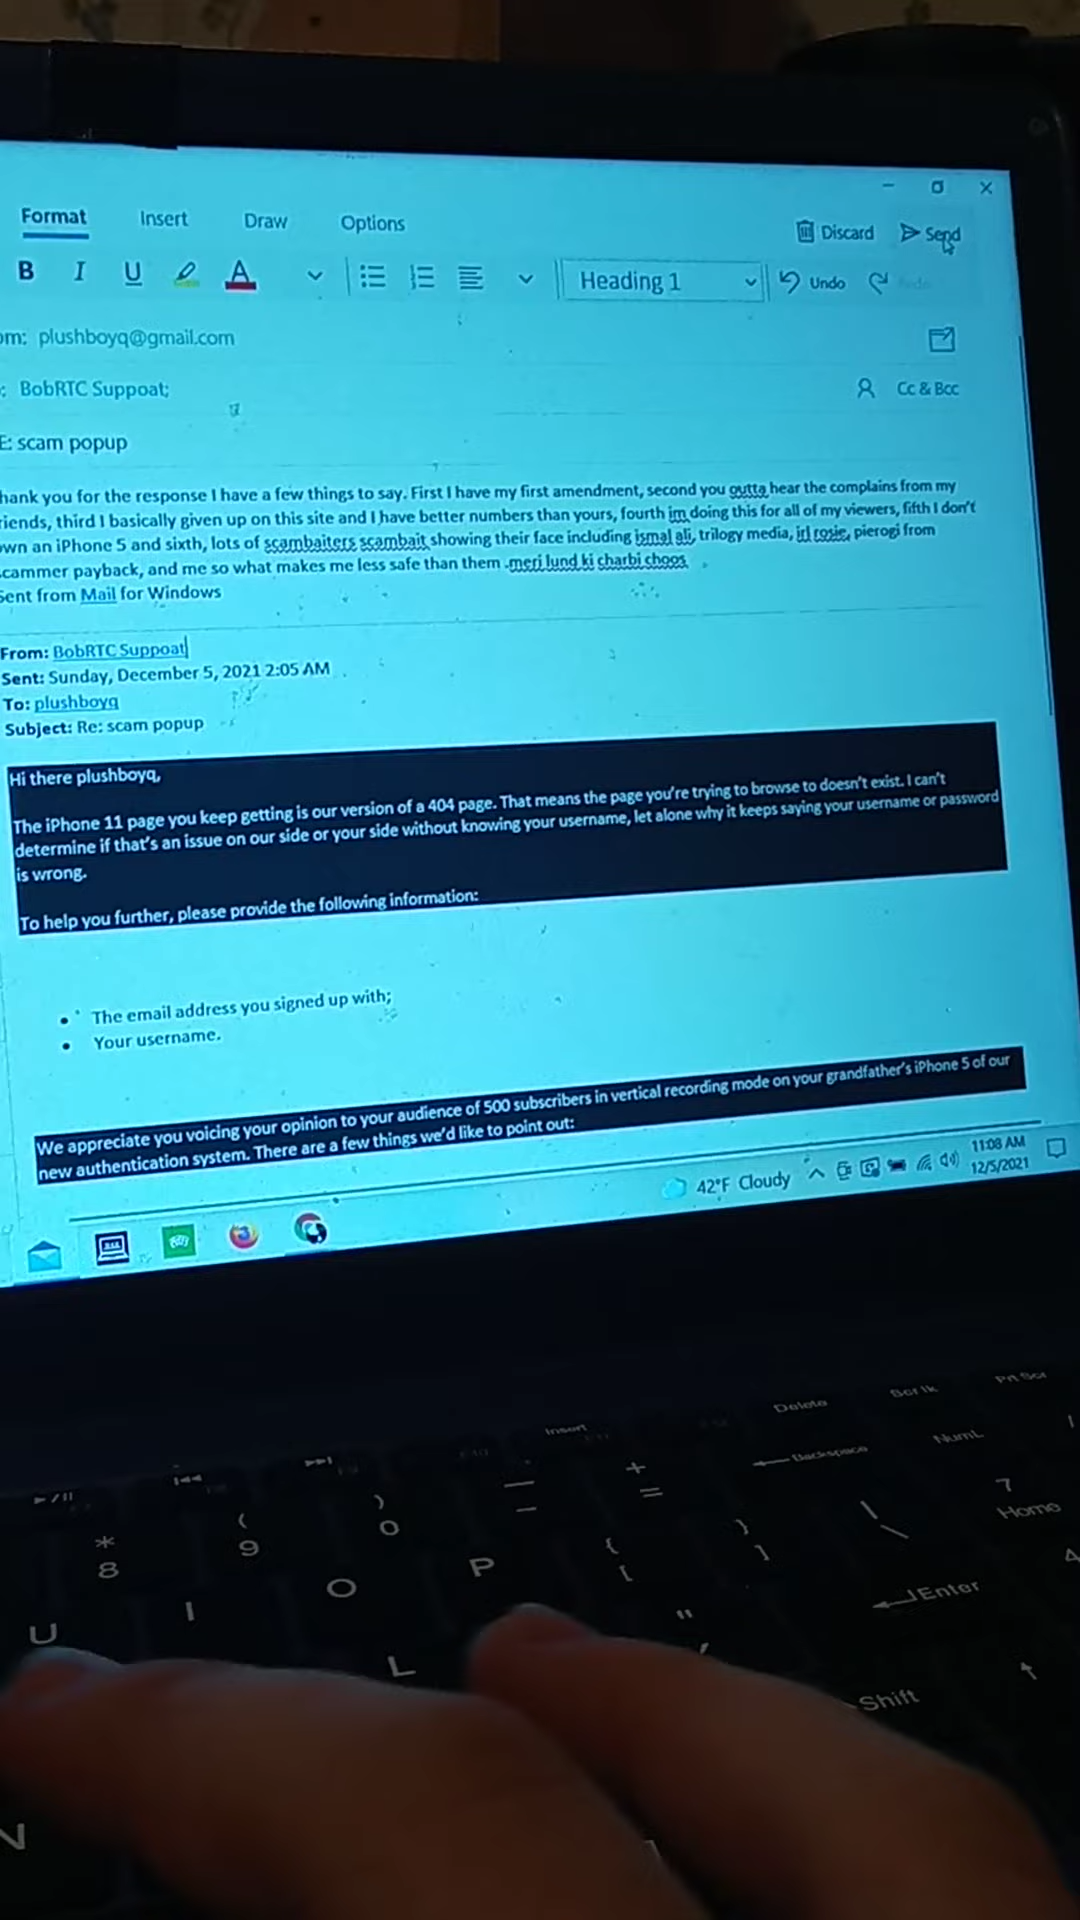 Format Insert Draw Options
Discard Send
B I U A Heading 1 Undo
om: plushboyq@gmail.com
: BobRTC Suppoat;
Cc & Bcc
E: scam popup
hank you for the response I have a few things to say. First I have my first amendment, second you gutta hear the complains from my
riends, third I basically given up on this site and I have better numbers than yours, fourth im doing this for all of my viewers, fifth I don't
own an iPhone 5 and sixth, lots of scambaiters scambait showing their face including ismal ali, trilogy media, irl rosie, pierogi from
cammer payback, and me so what makes me less safe than them -meri lund ki charbi choos
Sent from Mail for Windows
From: BobRTC Suppoat
Sent: Sunday, December 5, 2021 2:05 AM
To: plushboyq
Subject: Re: scam popup
Hi there plushboyq,
The iPhone 11 page you keep getting is our version of a 404 page. That means the page you're trying to browse to doesn't exist. I can't
determine if that's an issue on our side or your side without knowing your username, let alone why it keeps saying your username or password
is wrong.
To help you further, please provide the following information:
• The email address you signed up with;
• Your username.
We appreciate you voicing your opinion to your audience of 500 subscribers in vertical recording mode on your grandfather's iPhone 5 of our
new authentication system. There are a few things we'd like to point out:
42°F Cloudy
11:08 AM
12/5/2021
Delete Scr lk Prt Scr
Insert
Backspace NumL
* ( ) — + 
8 9 0 - =
7
Home
U I O P { [ } ] | \
Enter
L " '
Shift
N